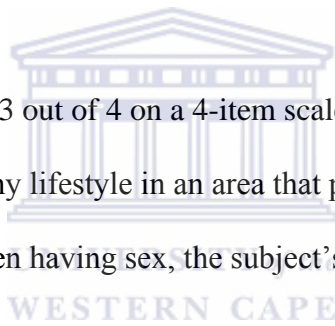 3 out of 4 on a 4-item scale
ny lifestyle in an area that p
en having sex, the subject's
WESTERN CAPE